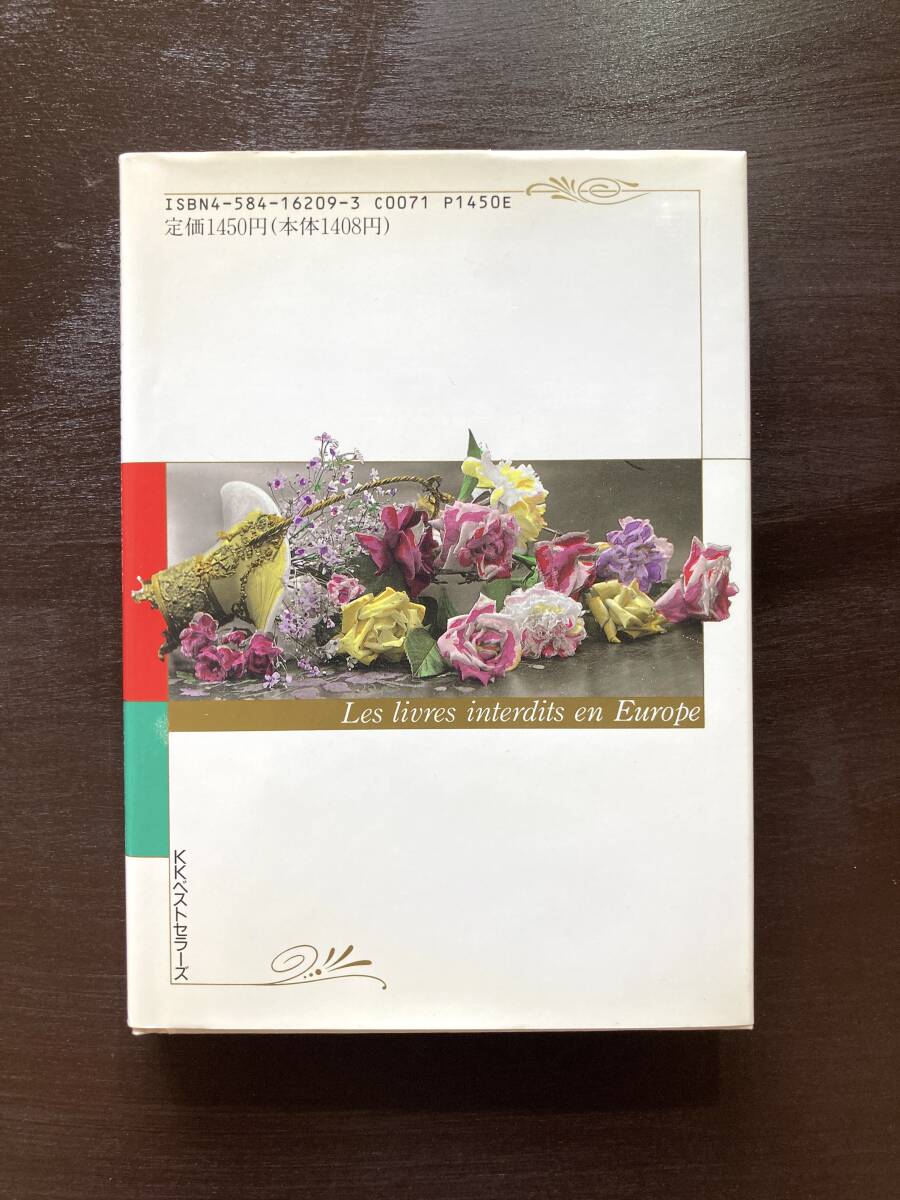 ISBN4-584-16209-3 C0071 P1450E
定価1450円(本体1408円)
Les livres interdits en Europe
KKベストセラーズ